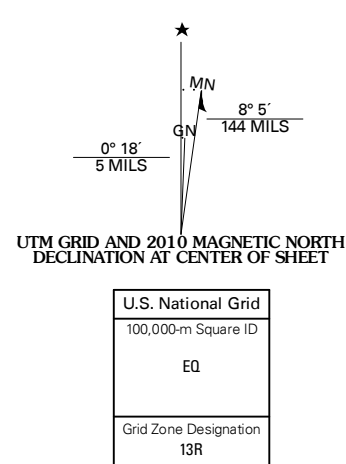 MN
GN
8° 5´
144 MILS
0° 18´
5 MILS
UTM GRID AND 2010 MAGNETIC NORTH
DECLINATION AT CENTER OF SHEET
U.S. National Grid
100,000-m Square ID
EQ
Grid Zone Designation
13R